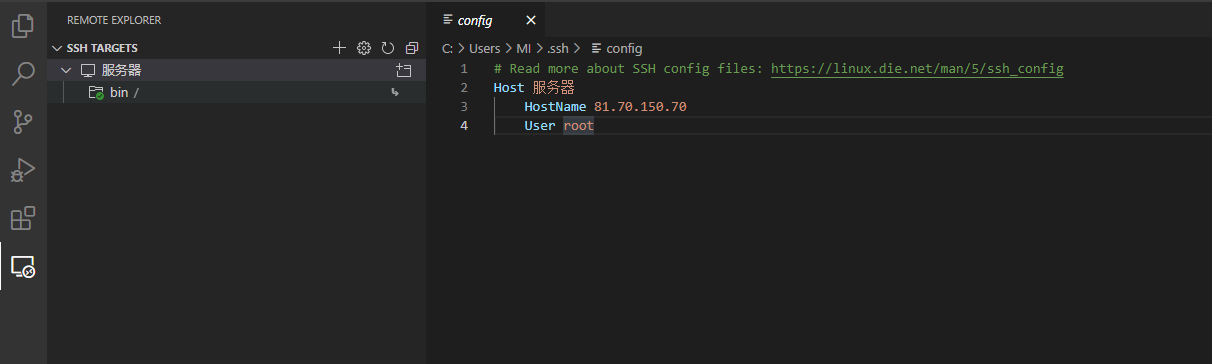 REMOTE EXPLORER
SSH TARGETS
服务器
bin /
config
C: > Users > MI > .ssh > config
1 # Read more about SSH config files: https://linux.die.net/man/5/ssh_config
2 Host 服务器
3 HostName 81.70.150.70
4 User root